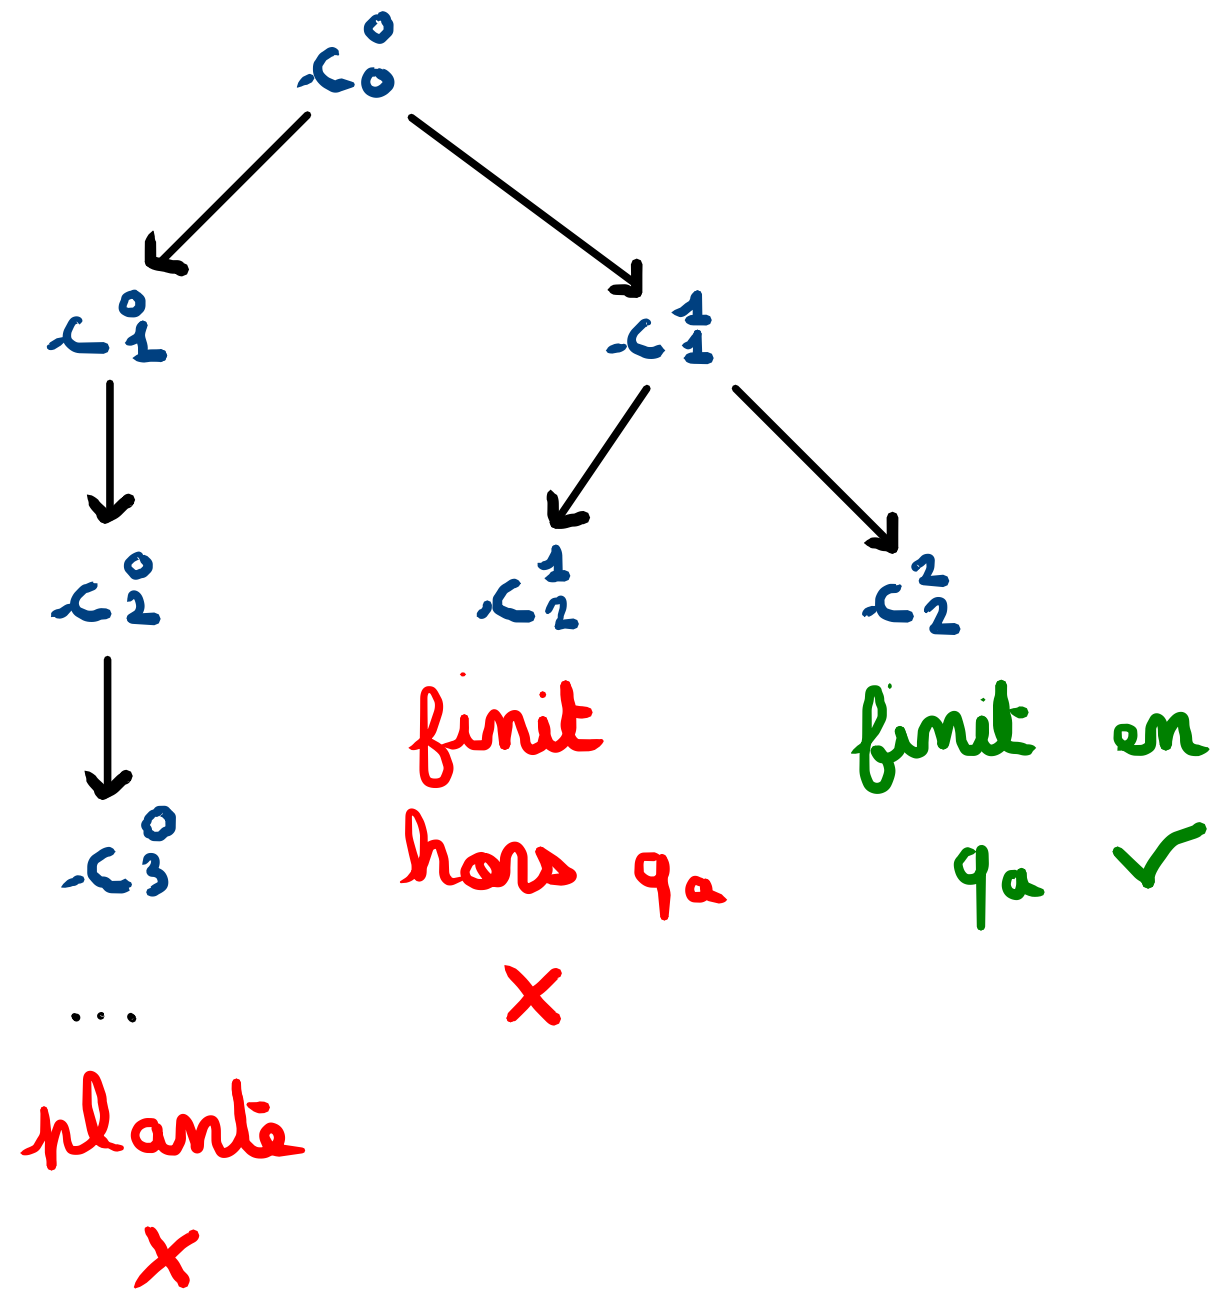 c₀⁰
c₁⁰ c₁¹
c₂⁰ c₂¹ c₂²
finit
hors qₐ
✗
finit en
qₐ ✓
c₃⁰
...
plante
✗